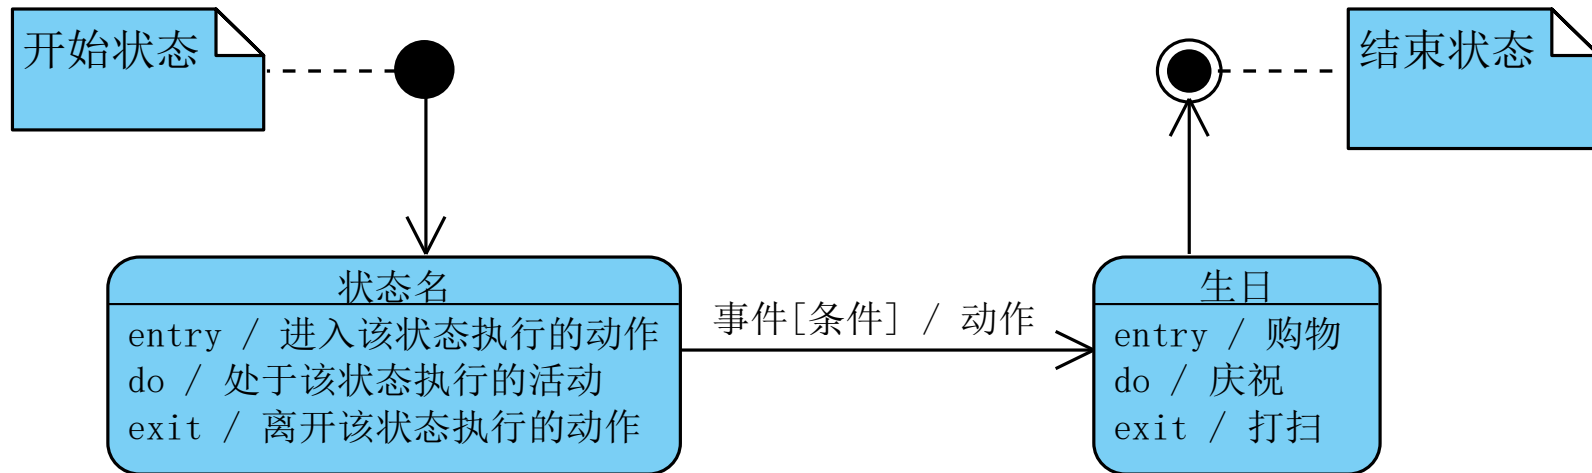 开始状态
结束状态
状态名
entry / 进入该状态执行的动作
do / 处于该状态执行的活动
exit / 离开该状态执行的动作
事件[条件] / 动作
生日
entry / 购物
do / 庆祝
exit / 打扫